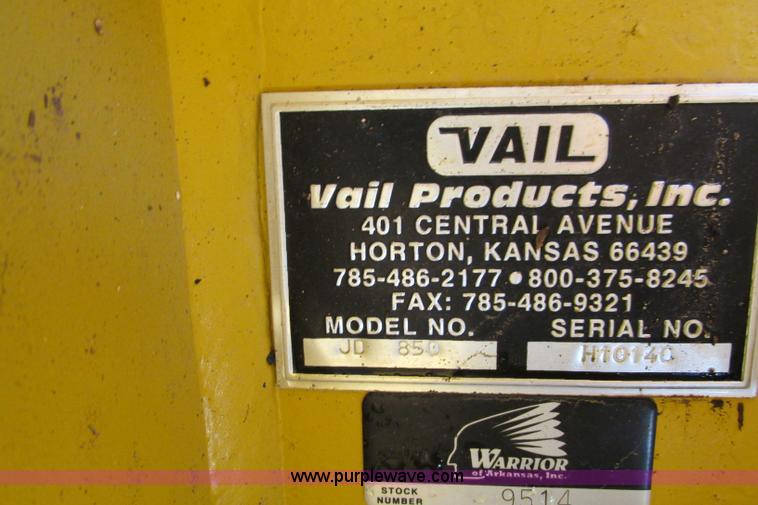 VAIL
Vail Products, Inc.
401 CENTRAL AVENUE
HORTON, KANSAS 66439
785-486-2177 • 800-375-8245
FAX: 785-486-9321
MODEL NO. SERIAL NO.
JD 850
WARRIOR
of Arkansas, Inc.
www.purplewave.com
STOCK
NUMBER 9514